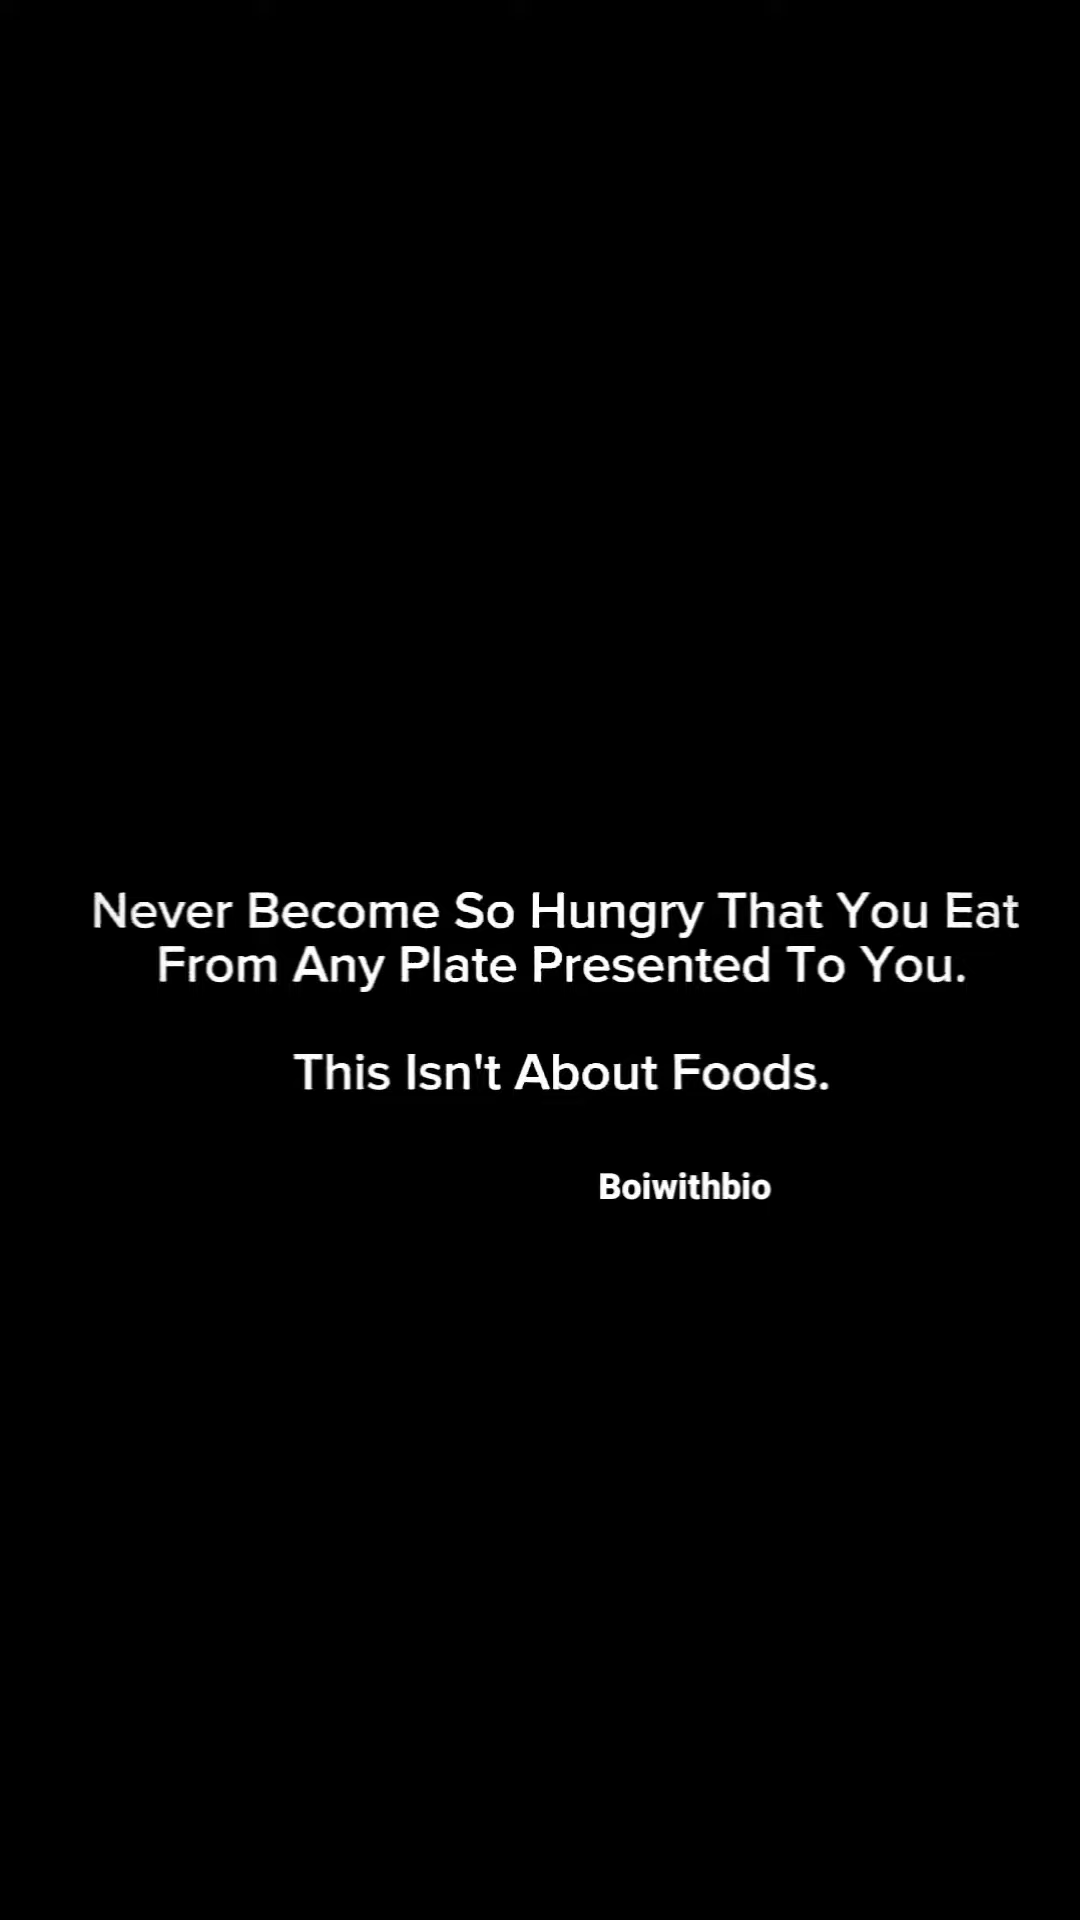 Never Become So Hungry That You Eat
From Any Plate Presented To You.
This Isn't About Foods.
Boiwithbio